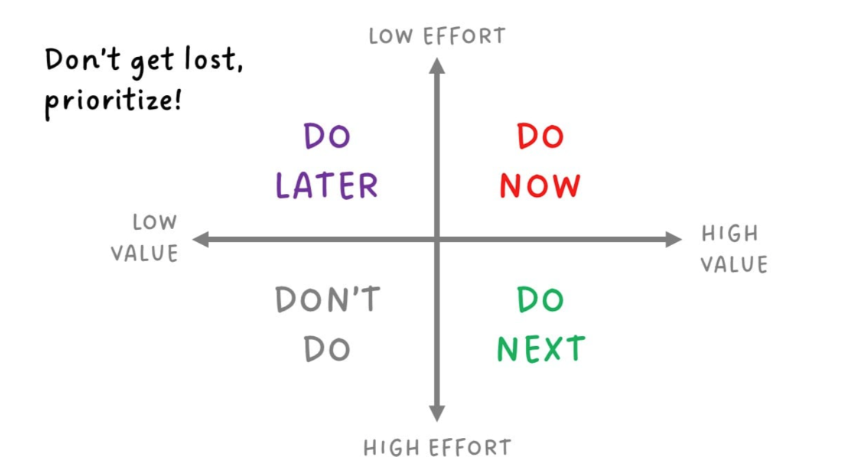 LOW EFFORT
Don't get lost,
prioritize!
DO
LATER
DO
NOW
LOW
VALUE
HIGH
VALUE
DON'T
DO
DO
NEXT
HIGH EFFORT